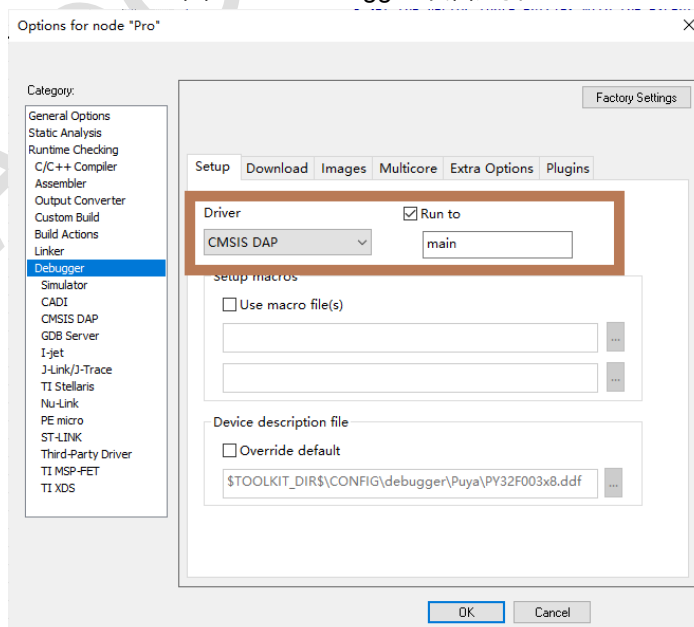 Options for node "Pro"
Category:
Factory Settings
General Options
Static Analysis
Runtime Checking
C/C++ Compiler
Assembler
Output Converter
Custom Build
Build Actions
Linker
Debugger
Simulator
CADI
CMSIS DAP
GDB Server
I-jet
J-Link/J-Trace
TI Stellaris
Nu-Link
PE micro
ST-LINK
Third-Party Driver
TI MSP-FET
TI XDS
Setup Download Images Multicore Extra Options Plugins
Driver Run to
CMSIS DAP main
Setup macros
Use macro file(s)
...
...
Device description file
Override default
$TOOLKIT_DIR$\CONFIG\debugger\Puya\PY32F003x8.ddf ...
OK Cancel